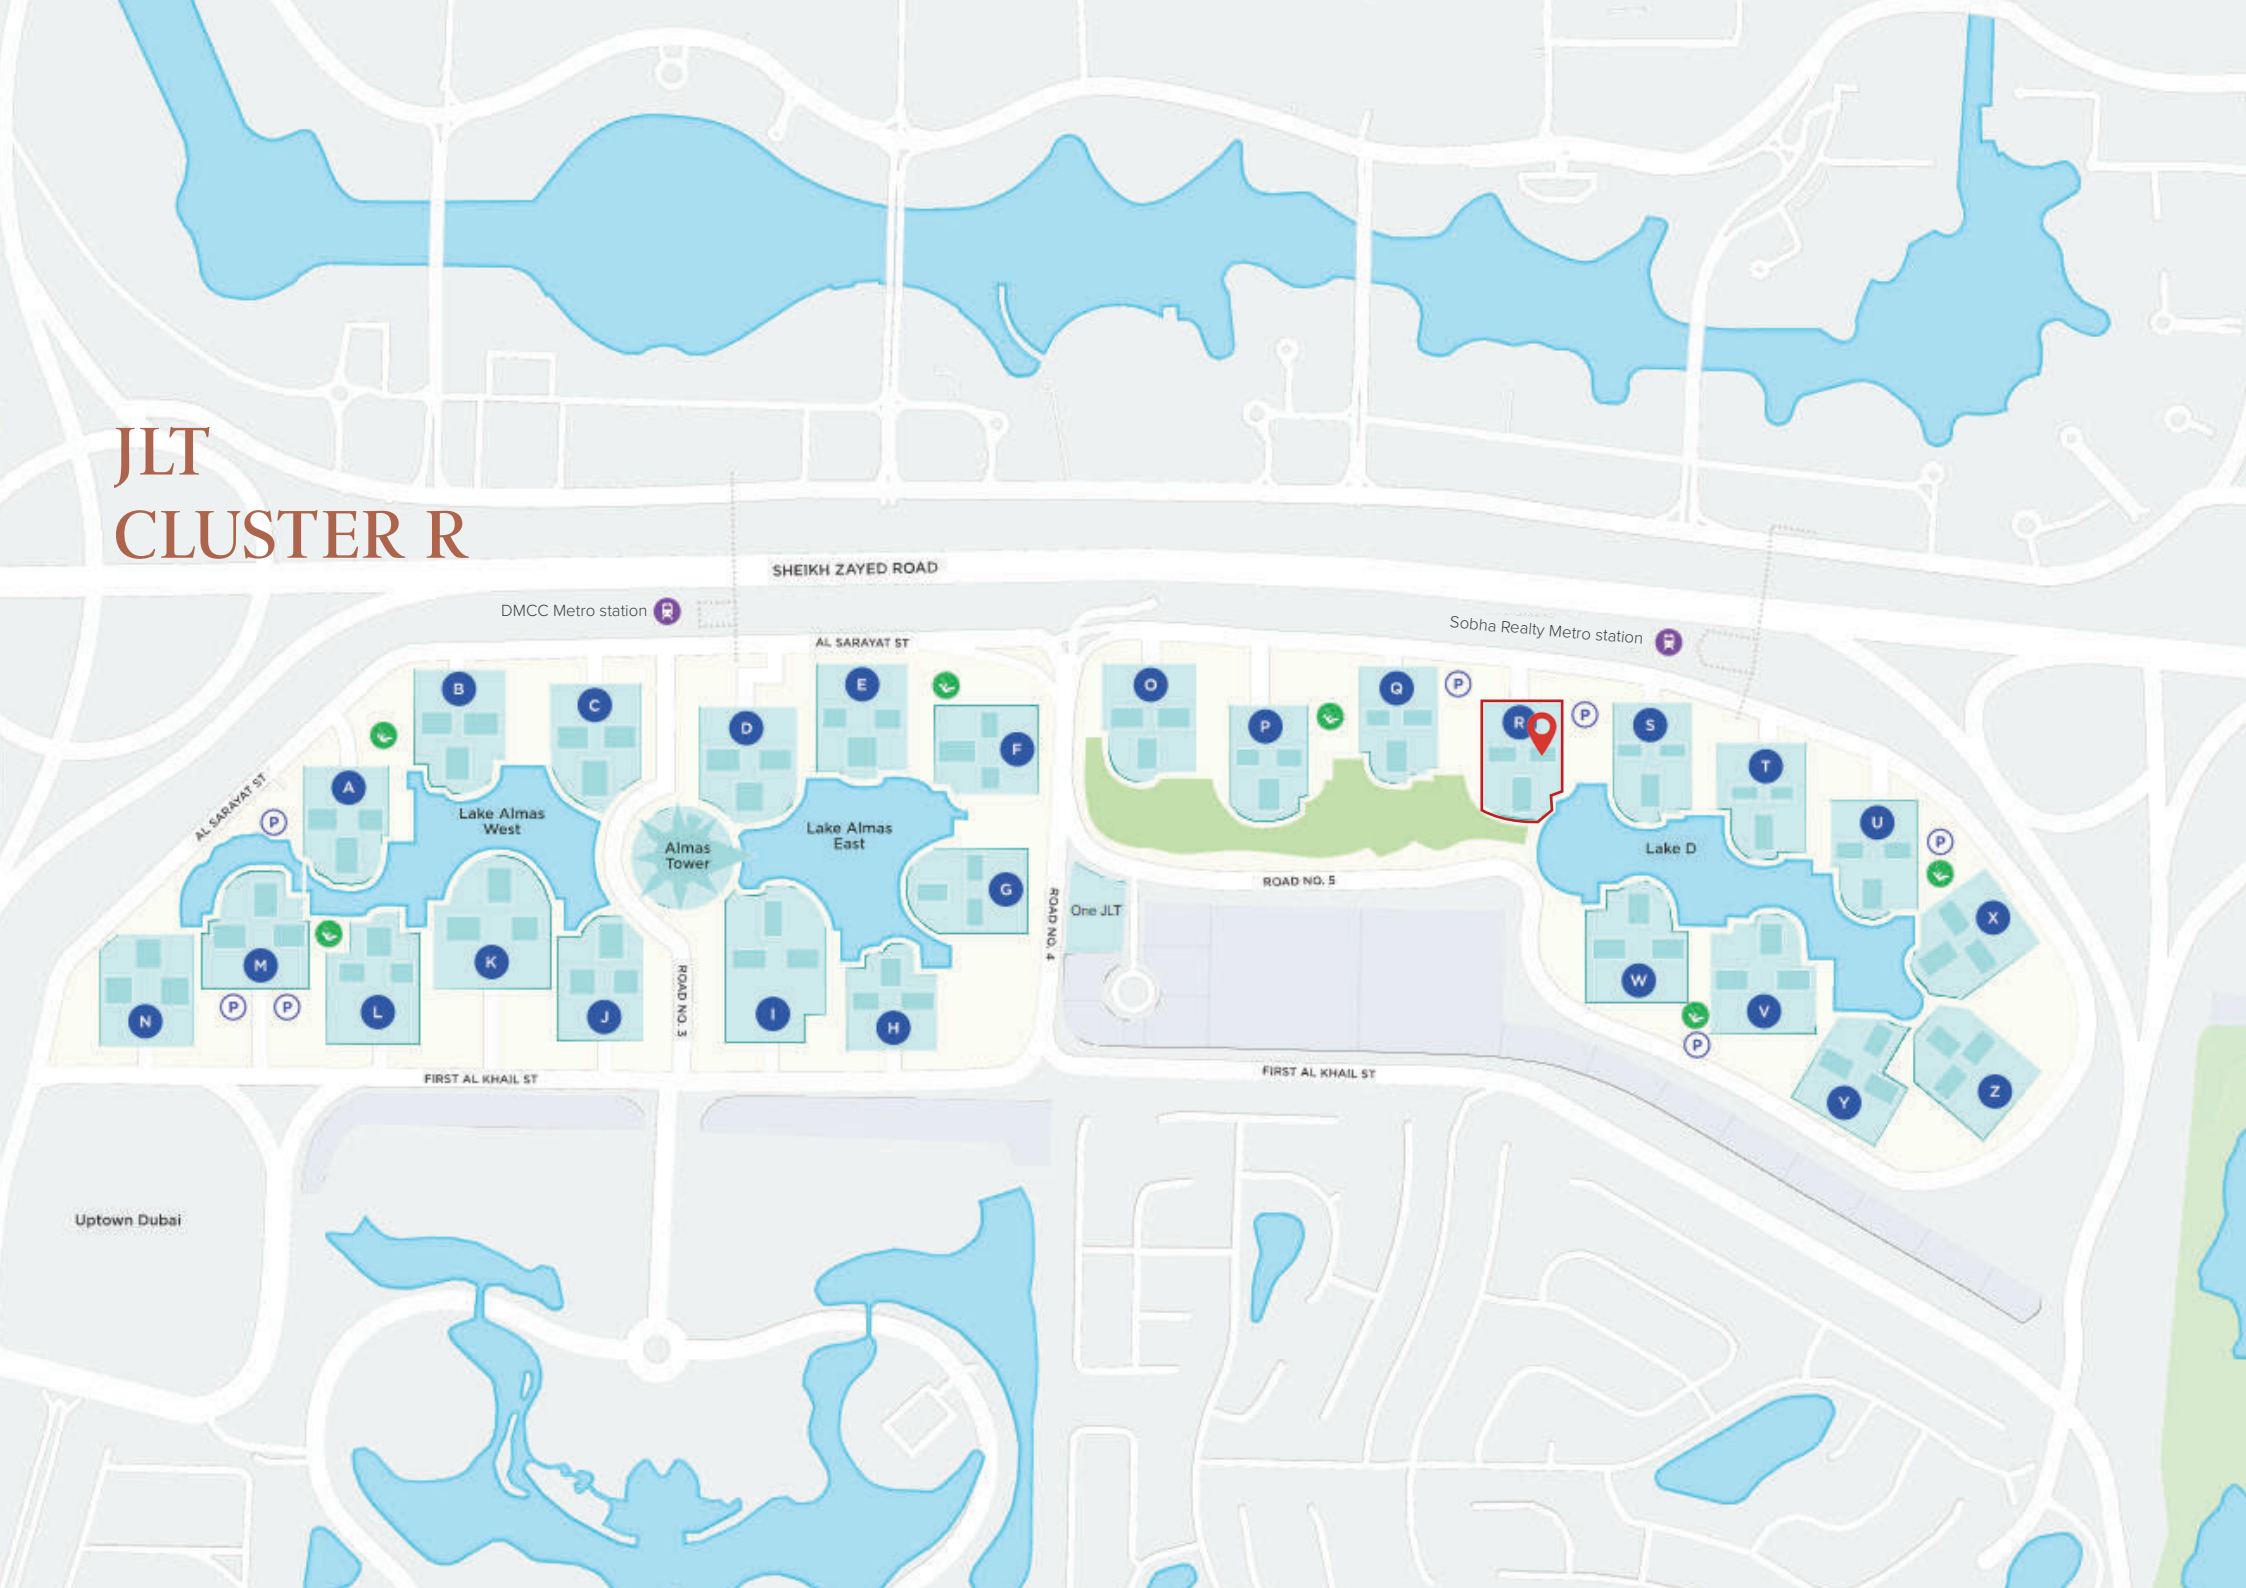 JLT
CLUSTER R
SHEIKH ZAYED ROAD
DMCC Metro station
Sobha Realty Metro station
AL SARAYAT ST
AL SARAYAT ST
B
C
D
E
F
A
P
O
P
Q
P
R
P
S
T
U
P
X
Lake Almas
West
Almas
Tower
Lake Almas
East
Lake D
ROAD NO. 5
ROAD NO. 4
One JLT
G
M
N
P
P
L
K
J
ROAD NO. 3
I
H
W
P
V
Y
Z
FIRST AL KHAIL ST
FIRST AL KHAIL ST
Uptown Dubai